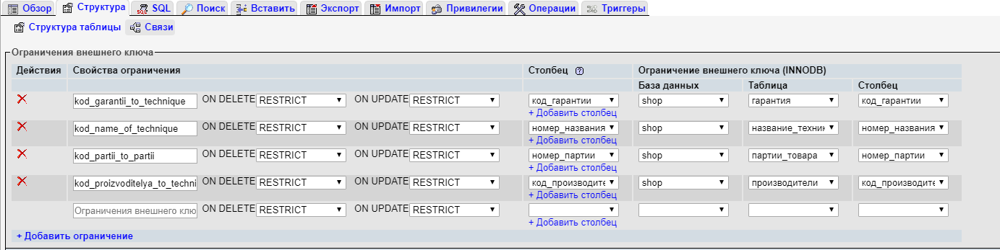 Обзор Структура SQL Поиск Вставить Экспорт Импорт Привилегии Операции Триггеры
Структура таблицы Связи
Ограничения внешнего ключа
Действия Свойства ограничения Столбец Ограничение внешнего ключа (INNODB)
База данных Таблица Столбец
kod_garantii_to_technique ON DELETE RESTRICT ON UPDATE RESTRICT код_гарантии shop гарантия код_гарантии
+ Добавить столбец
kod_name_of_technique ON DELETE RESTRICT ON UPDATE RESTRICT номер_названия shop название_техник номер_названия
+ Добавить столбец
kod_partii_to_partii ON DELETE RESTRICT ON UPDATE RESTRICT номер_партии shop партии_товара номер_партии
+ Добавить столбец
kod_proizvoditelya_to_techni ON DELETE RESTRICT ON UPDATE RESTRICT код_производите shop производители код_производите
+ Добавить столбец
Ограничения внешнего клю ON DELETE RESTRICT ON UPDATE RESTRICT
+ Добавить столбец
+ Добавить ограничение